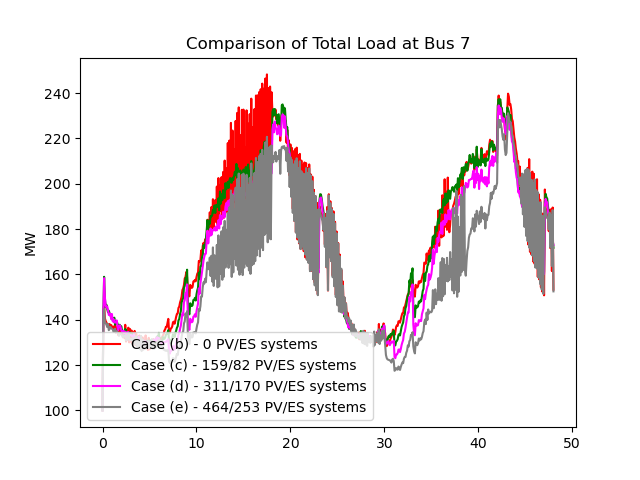 Comparison of Total Load at Bus 7
240
220
200
180
160
140
120
100
MW
Case (b) - 0 PV/ES systems
Case (c) - 159/82 PV/ES systems
Case (d) - 311/170 PV/ES systems
Case (e) - 464/253 PV/ES systems
0 10 20 30 40 50